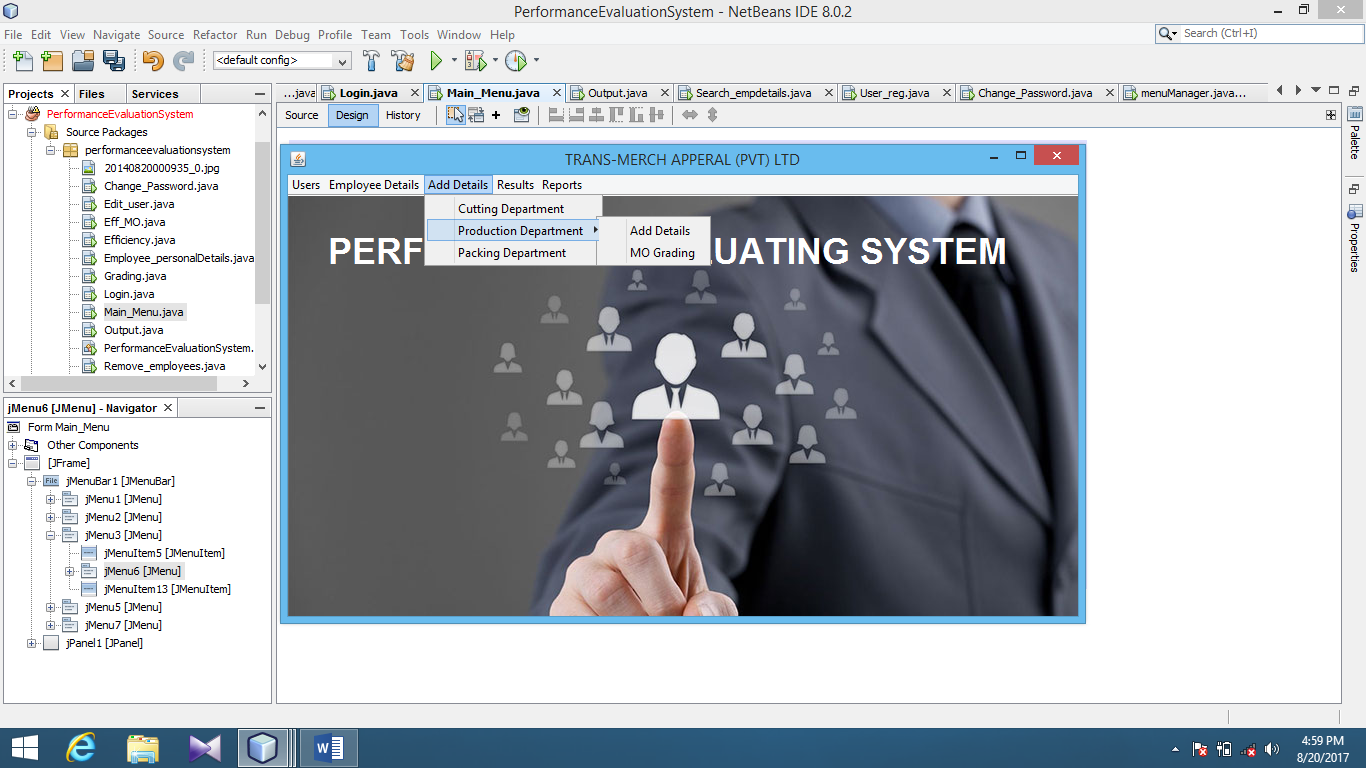 PerformanceEvaluationSystem - NetBeans IDE 8.0.2
File Edit View Navigate Source Refactor Run Debug Profile Team Tools Window Help
Search (Ctrl+I)
<default config>
Projects Files Services
PerformanceEvaluationSystem
Source Packages
performanceevaluationsystem
20140820000935_0.jpg
Change_Password.java
Edit_user.java
Eff_MO.java
Efficiency.java
Employee_personalDetails.java
Grading.java
Login.java
Main_Menu.java
Output.java
PerformanceEvaluationSystem.
Remove_employees.java
jMenu6 [JMenu] - Navigator
Form Main_Menu
Other Components
[JFrame]
File jMenuBar1 [JMenuBar]
jMenu1 [JMenu]
jMenu2 [JMenu]
jMenu3 [JMenu]
jMenuItem5 [JMenuItem]
jMenu6 [JMenu]
jMenuItem13 [JMenuItem]
jMenu5 [JMenu]
jMenu7 [JMenu]
jPanel1 [JPanel]
...java Login.java Main_Menu.java Output.java Search_empdetails.java User_reg.java Change_Password.java menuManager.java...
Source Design History
TRANS-MERCH APPERAL (PVT) LTD
Users Employee Details Add Details Results Reports
Cutting Department
Production Department
Packing Department
Add Details
MO Grading
PERF LUATING SYSTEM
Palette
Properties
4:59 PM
8/20/2017